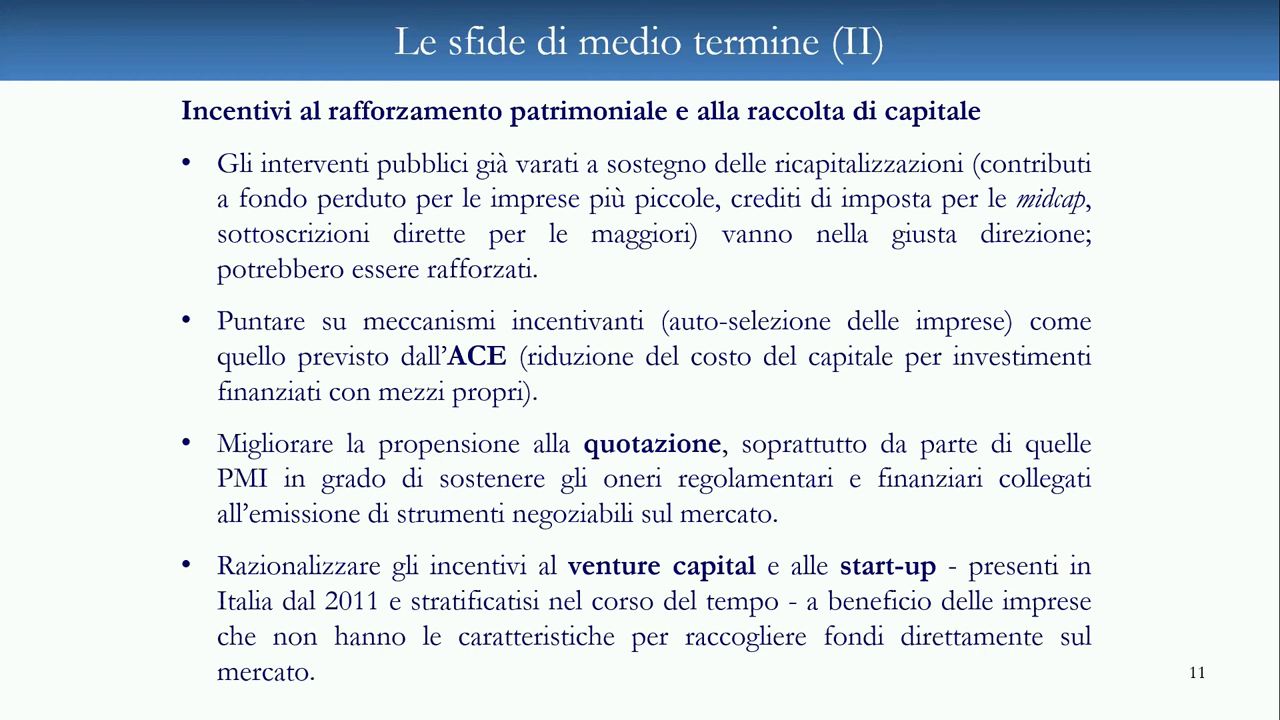 Le sfide di medio termine (II)
Incentivi al rafforzamento patrimoniale e alla raccolta di capitale
• Gli interventi pubblici già varati a sostegno delle ricapitalizzazioni (contributi
a fondo perduto per le imprese più piccole, crediti di imposta per le midcap,
sottoscrizioni dirette per le maggiori) vanno nella giusta direzione;
potrebbero essere rafforzati.
• Puntare su meccanismi incentivanti (auto-selezione delle imprese) come
quello previsto dall’ACE (riduzione del costo del capitale per investimenti
finanziati con mezzi propri).
• Migliorare la propensione alla quotazione, soprattutto da parte di quelle
PMI in grado di sostenere gli oneri regolamentari e finanziari collegati
all’emissione di strumenti negoziabili sul mercato.
• Razionalizzare gli incentivi al venture capital e alle start-up - presenti in
Italia dal 2011 e stratificatisi nel corso del tempo - a beneficio delle imprese
che non hanno le caratteristiche per raccogliere fondi direttamente sul
mercato.
11